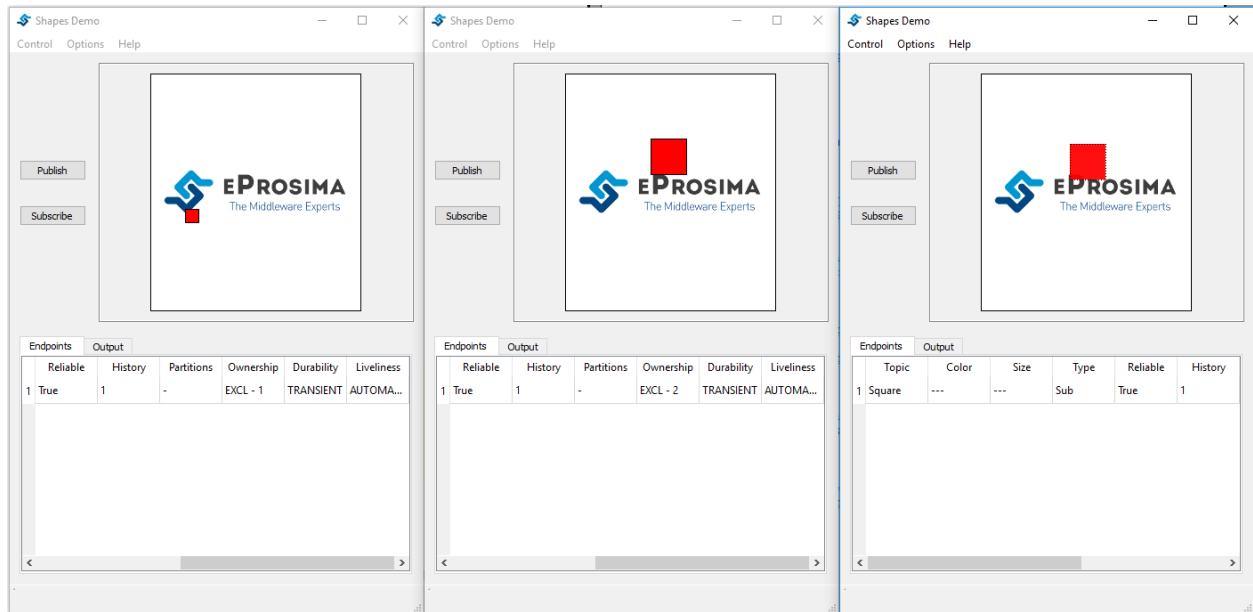 Shapes Demo
Control Options Help
Publish
Subscribe
EPROSIMA
The Middleware Experts
Endpoints Output
Reliable History Partitions Ownership Durability Liveliness
1 True 1 - EXCL - 1 TRANSIENT AUTOMA...
Shapes Demo
Control Options Help
Publish
Subscribe
EPROSIMA
The Middleware Experts
Endpoints Output
Reliable History Partitions Ownership Durability Liveliness
1 True 1 - EXCL - 2 TRANSIENT AUTOMA...
Shapes Demo
Control Options Help
Publish
Subscribe
EPROSIMA
The Middleware Experts
Endpoints Output
Topic Color Size Type Reliable History
1 Square --- --- Sub True 1